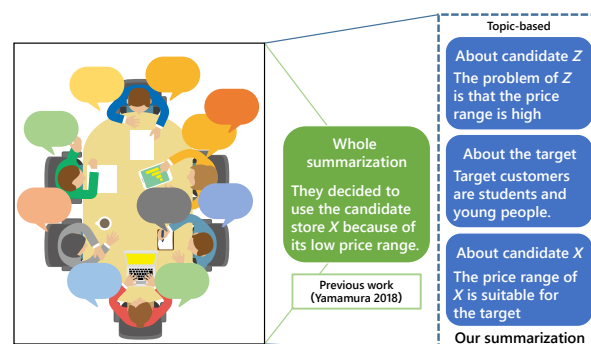 Topic-based
About candidate Z
The problem of Z
is that the price
range is high
About the target
Target customers
are students and
young people.
About candidate X
The price range of
X is suitable for
the target
Our summarization
Whole
summarization
They decided to
use the candidate
store X because of
its low price range.
Previous work
(Yamamura 2018)